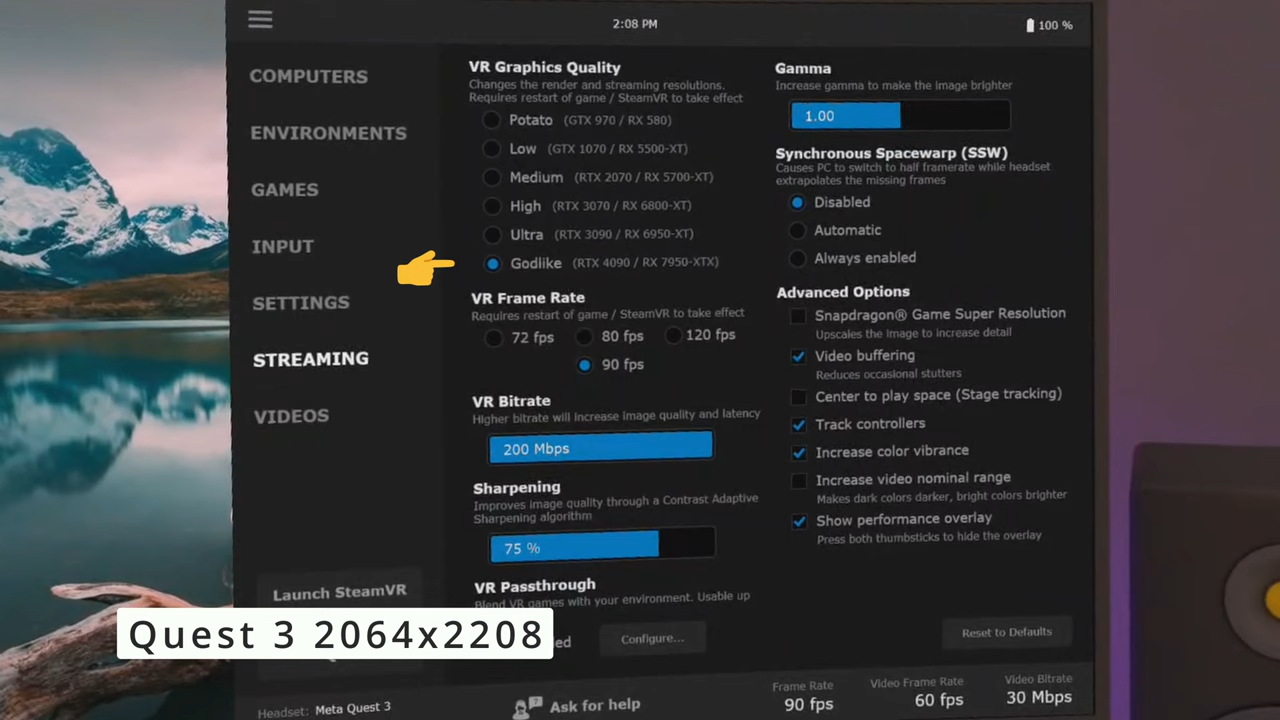 2:08 PM
100 %
COMPUTERS
ENVIRONMENTS
GAMES
INPUT
SETTINGS
STREAMING
VIDEOS
Launch SteamVR
VR Graphics Quality
Changes the render and streaming resolutions.
Requires restart of game / SteamVR to take effect
Potato (GTX 970 / RX 580)
Low (GTX 1070 / RX 5500-XT)
Medium (RTX 2070 / RX 5700-XT)
High (RTX 3070 / RX 6800-XT)
Ultra (RTX 3090 / RX 6950-XT)
Godlike (RTX 4090 / RX 7950-XTX)
VR Frame Rate
Requires restart of game / SteamVR to take effect
72 fps 80 fps 120 fps
90 fps
VR Bitrate
Higher bitrate will increase image quality and latency
200 Mbps
Sharpening
Improves image quality through a Contrast Adaptive
Sharpening algorithm
75 %
VR Passthrough
Blend VR games with your environment. Usable up
Configure...
Gamma
Increase gamma to make the image brighter
1.00
Synchronous Spacewarp (SSW)
Causes PC to switch to half framerate while headset
extrapolates the missing frames
Disabled
Automatic
Always enabled
Advanced Options
Snapdragon® Game Super Resolution
Upscales the image to increase detail
Video buffering
Reduces occasional stutters
Center to play space (Stage tracking)
Track controllers
Increase color vibrance
Increase video nominal range
Makes dark colors darker, bright colors brighter
Show performance overlay
Press both thumbsticks to hide the overlay
Reset to Defaults
Quest 3 2064x2208
Headset: Meta Quest 3
Ask for help
Frame Rate
90 fps
Video Frame Rate
60 fps
Video Bitrate
30 Mbps